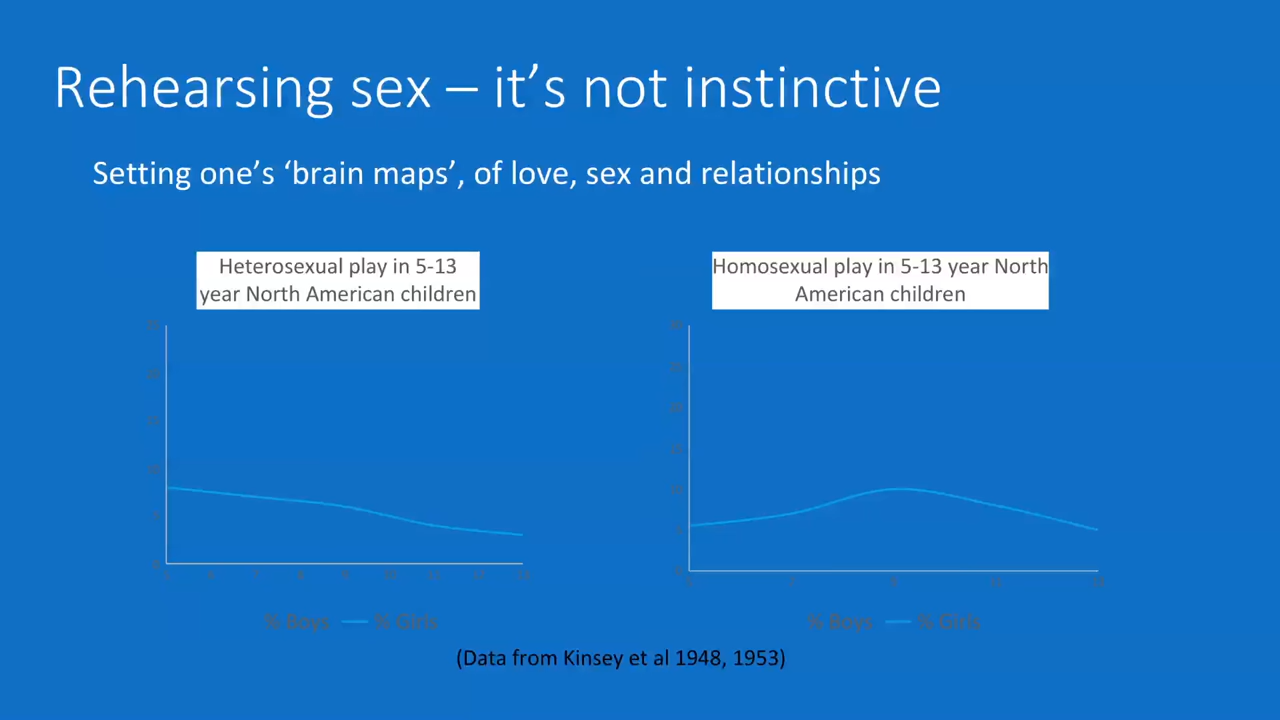 Rehearsing sex – it's not instinctive
Setting one's 'brain maps', of love, sex and relationships
Heterosexual play in 5-13
year North American children
Homosexual play in 5-13 year North
American children
% Boys % Girls
% Boys % Girls
(Data from Kinsey et al 1948, 1953)